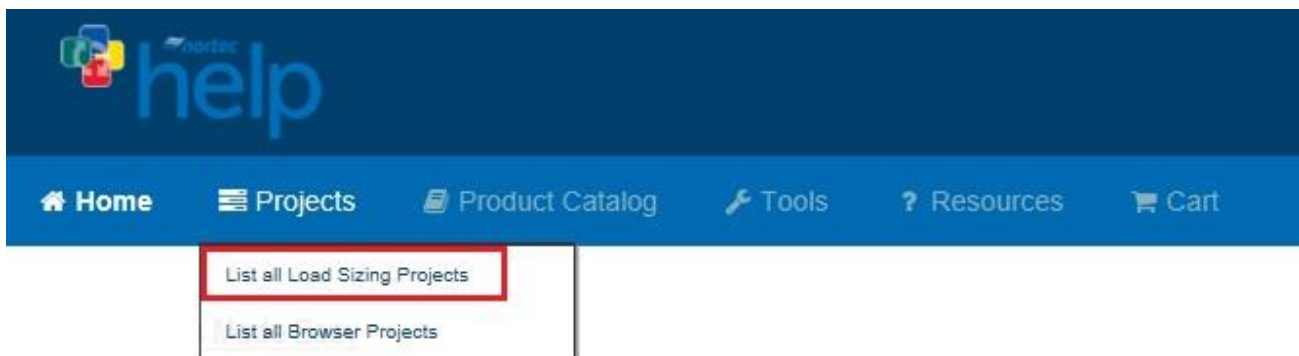 nortec
help
Home Projects Product Catalog Tools ? Resources Cart
List all Load Sizing Projects
List all Browser Projects